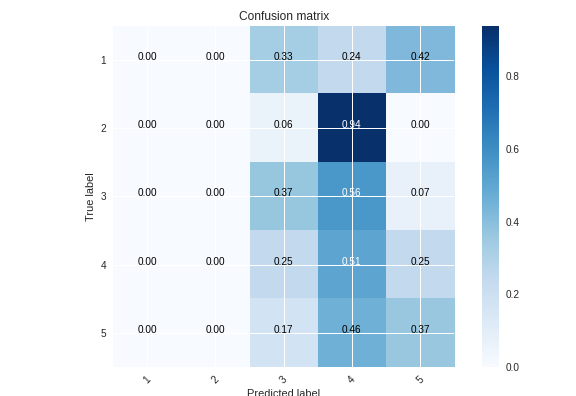 Confusion matrix
1 0.00 0.00 0.33 0.24 0.42
2 0.00 0.00 0.06 0.94 0.00
3 0.00 0.00 0.37 0.56 0.07
4 0.00 0.00 0.25 0.51 0.25
5 0.00 0.00 0.17 0.46 0.37
1 2 3 4 5
Predicted label
True label
0.8
0.6
0.4
0.2
0.0